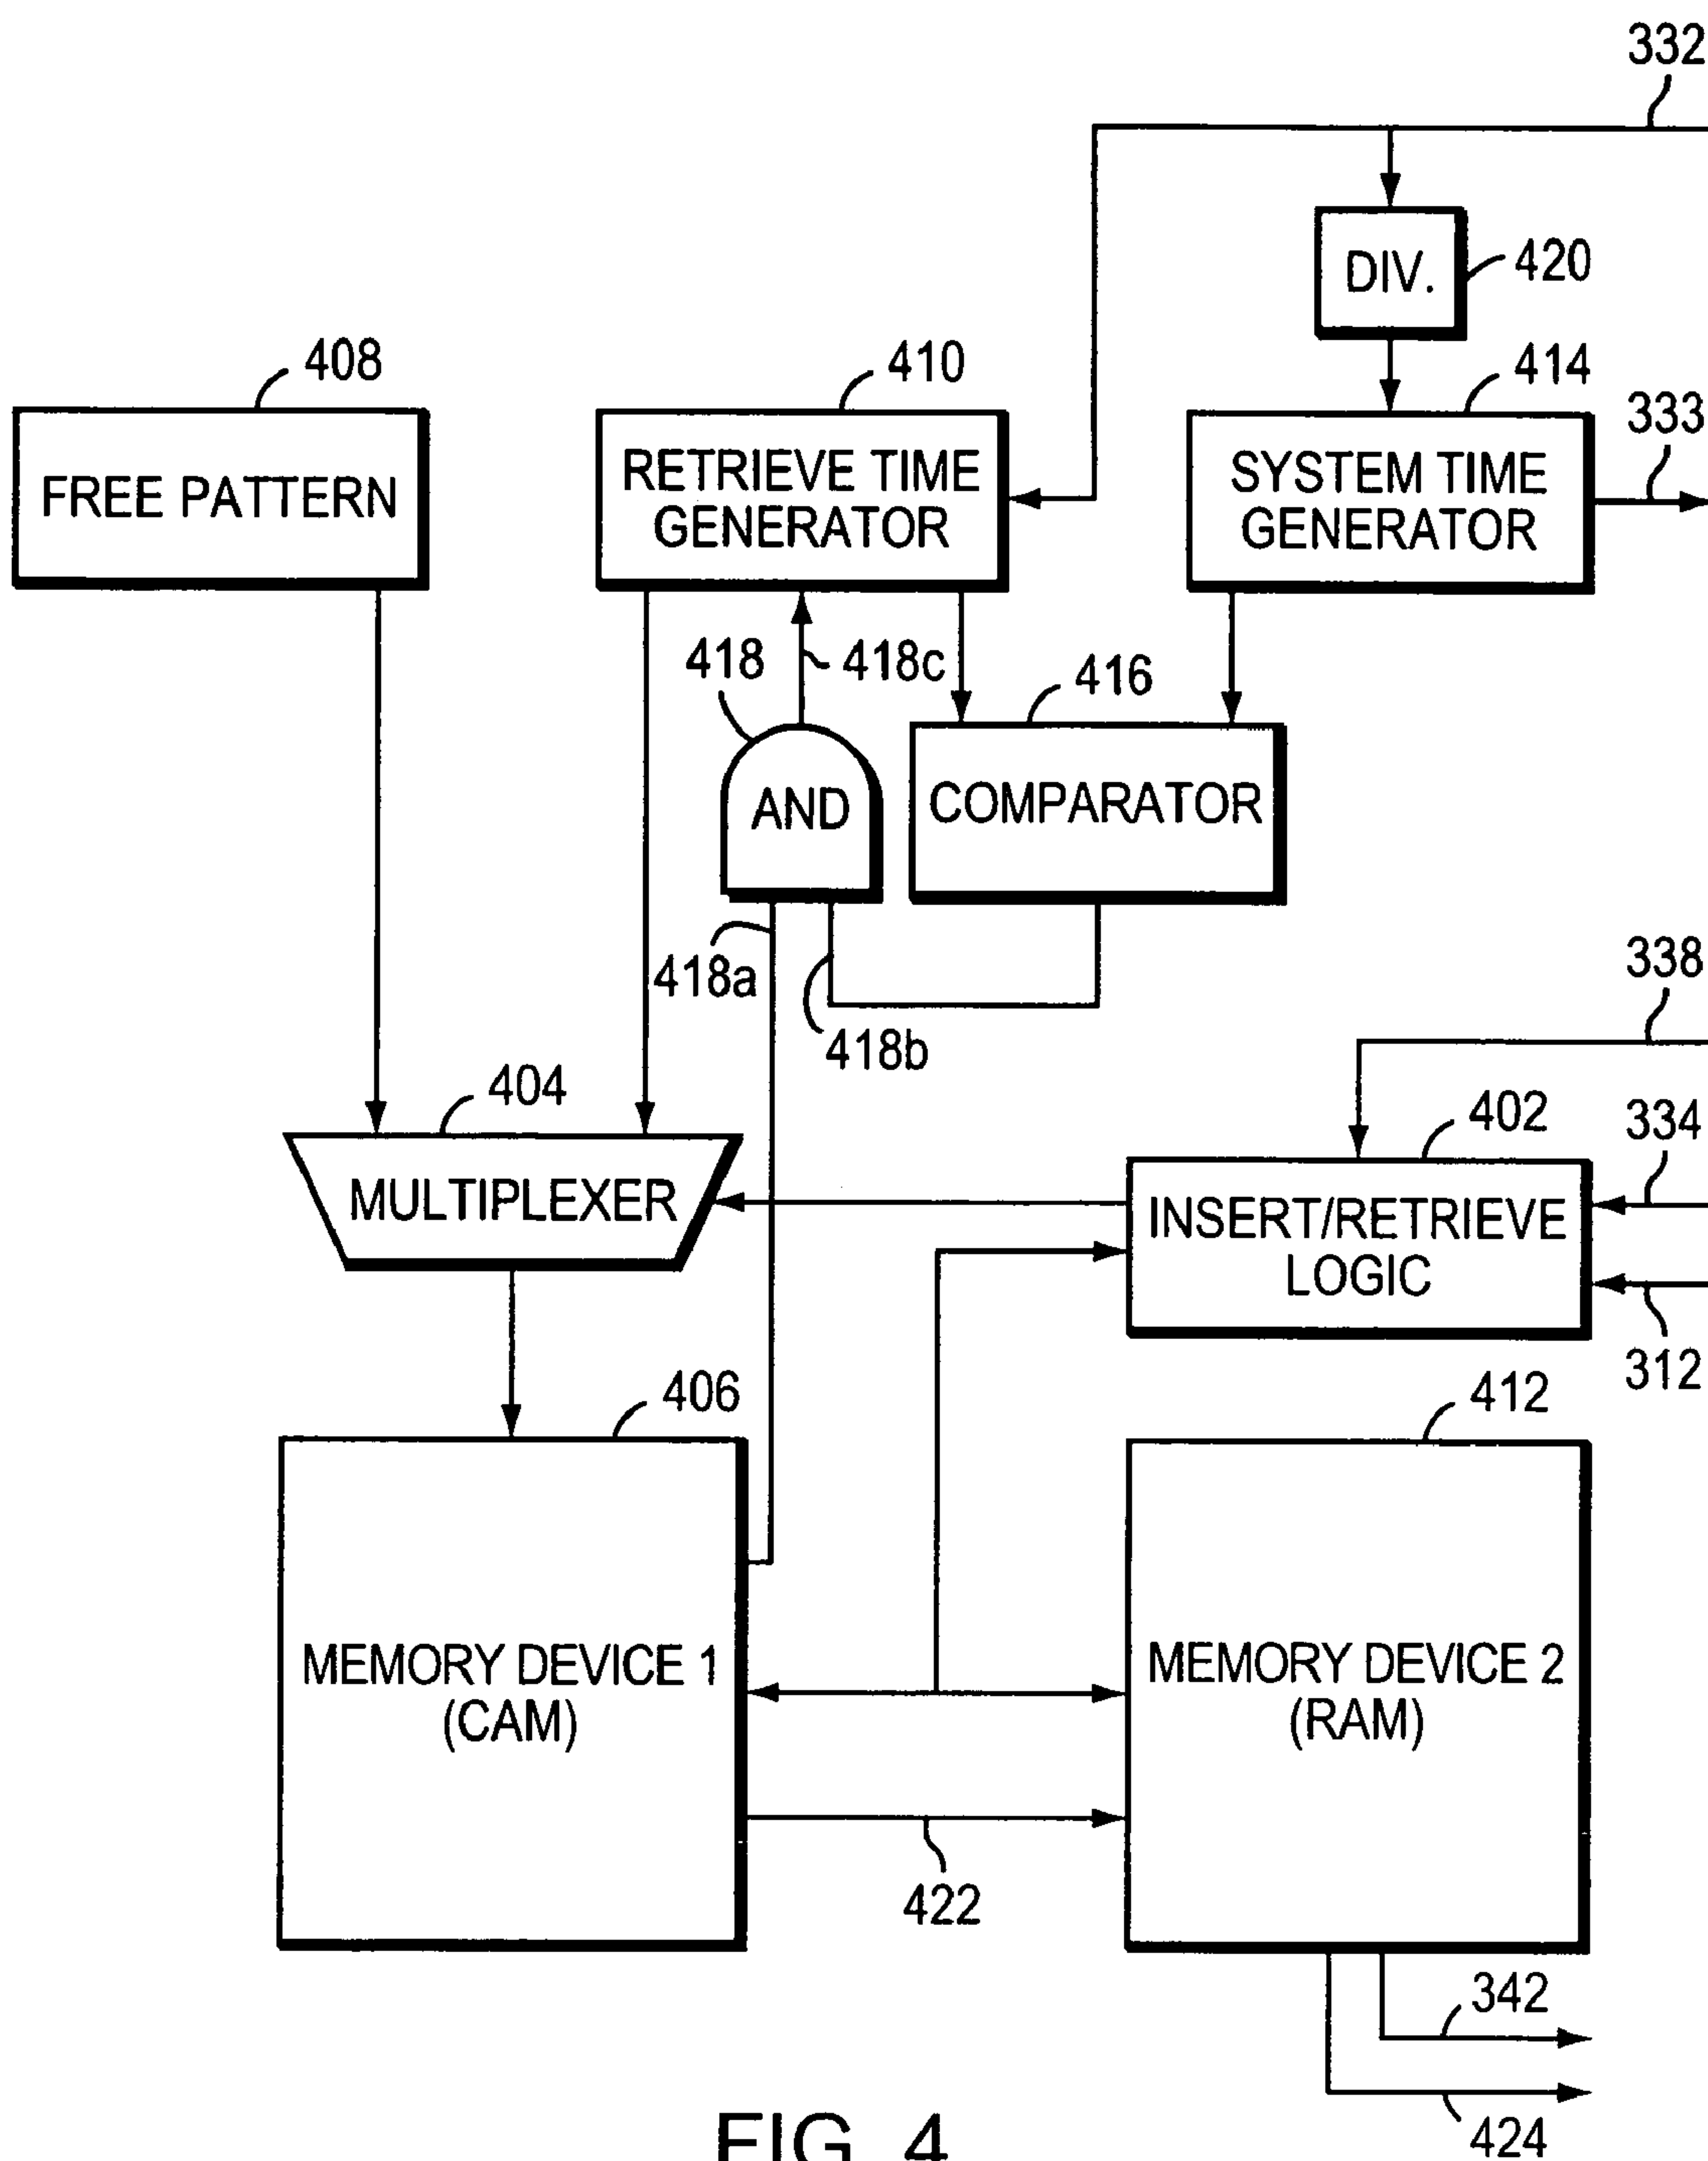 332
DIV.
420
408
410
414
333
FREE PATTERN
RETRIEVE TIME
GENERATOR
SYSTEM TIME
GENERATOR
418
418c
416
AND
COMPARATOR
418a
418b
338
404
402
334
MULTIPLEXER
INSERT/RETRIEVE
LOGIC
312
406
412
MEMORY DEVICE 1
(CAM)
MEMORY DEVICE 2
(RAM)
422
342
424
FIG. 4